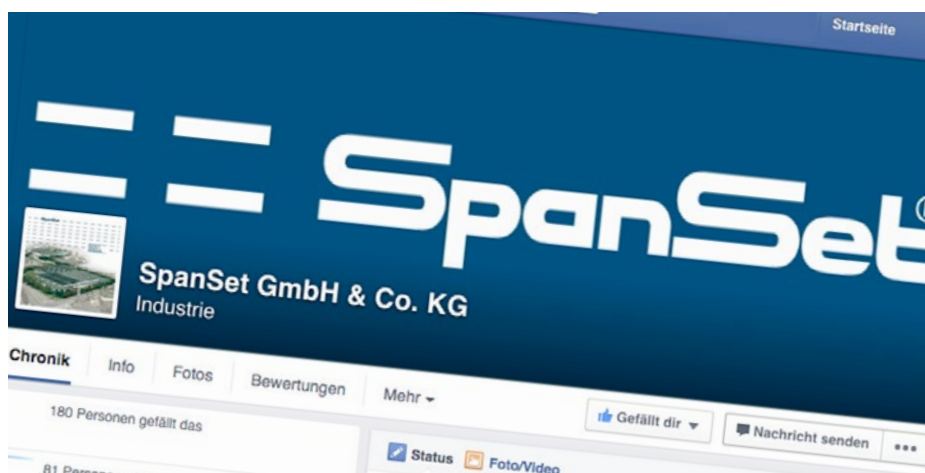 Startseite
SpanSet®
SpanSet GmbH & Co. KG
Industrie
Chronik Info Fotos Bewertungen Mehr
Gefällt dir Nachricht senden
180 Personen gefällt das
Status Foto/Video
81